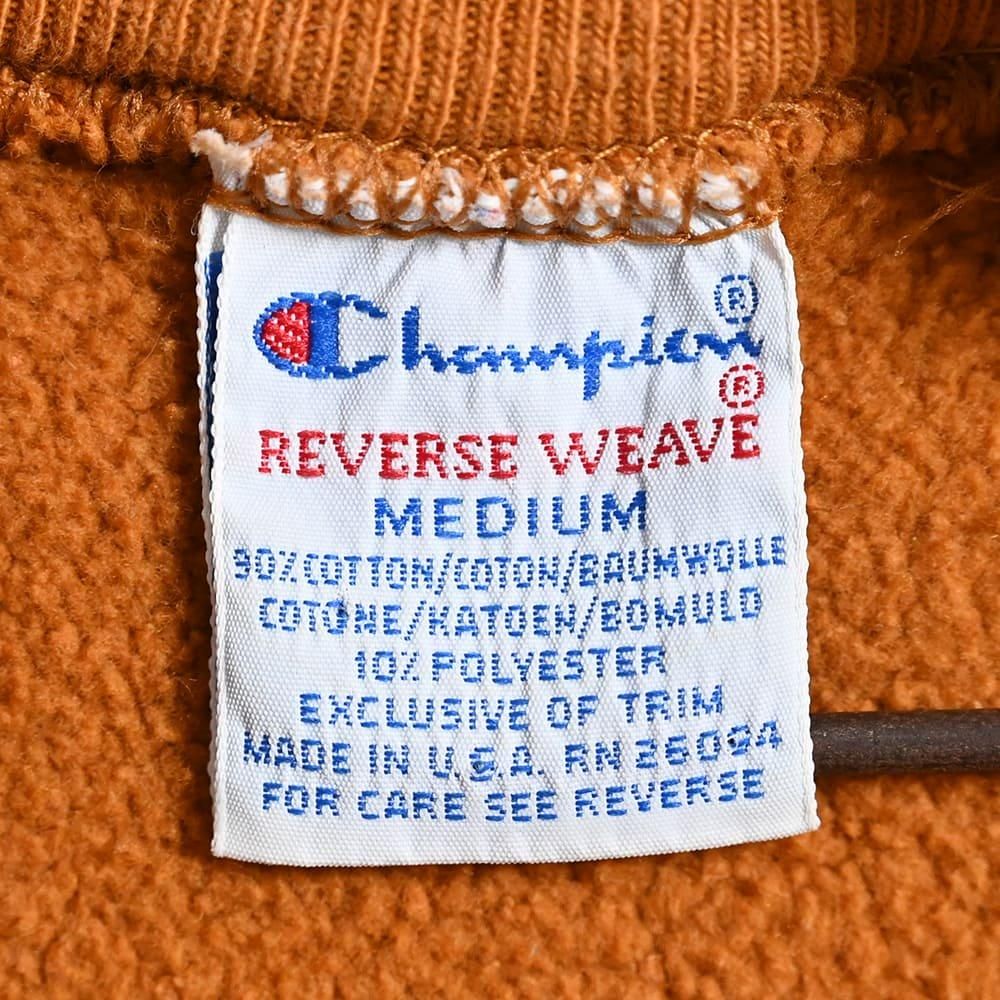 Champion®
REVERSE WEAVE®
MEDIUM
90% COTTON/COTON/BAUMWOLLE
COTONE/KATOEN/BOMULD
10% POLYESTER
EXCLUSIVE OF TRIM
MADE IN U.S.A. RN 26094
FOR CARE SEE REVERSE